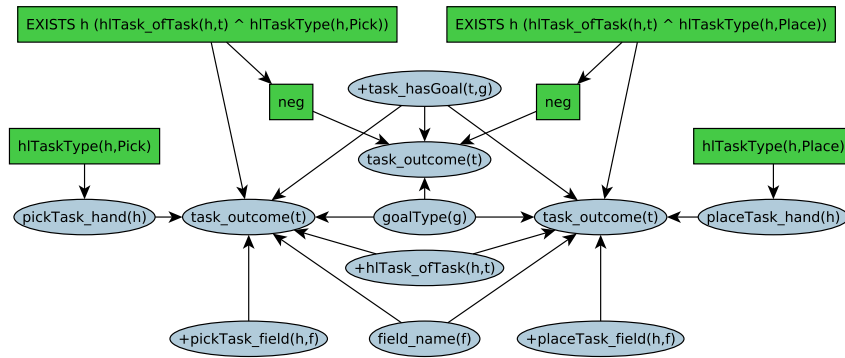 EXISTS h (hlTask_ofTask(h,t) ^ hlTaskType(h,Pick))
EXISTS h (hlTask_ofTask(h,t) ^ hlTaskType(h,Place))
+task_hasGoal(t,g)
neg
neg
hlTaskType(h,Pick)
task_outcome(t)
hlTaskType(h,Place)
pickTask_hand(h)
task_outcome(t)
goalType(g)
task_outcome(t)
placeTask_hand(h)
+hlTask_ofTask(h,t)
+pickTask_field(h,f)
field_name(f)
+placeTask_field(h,f)